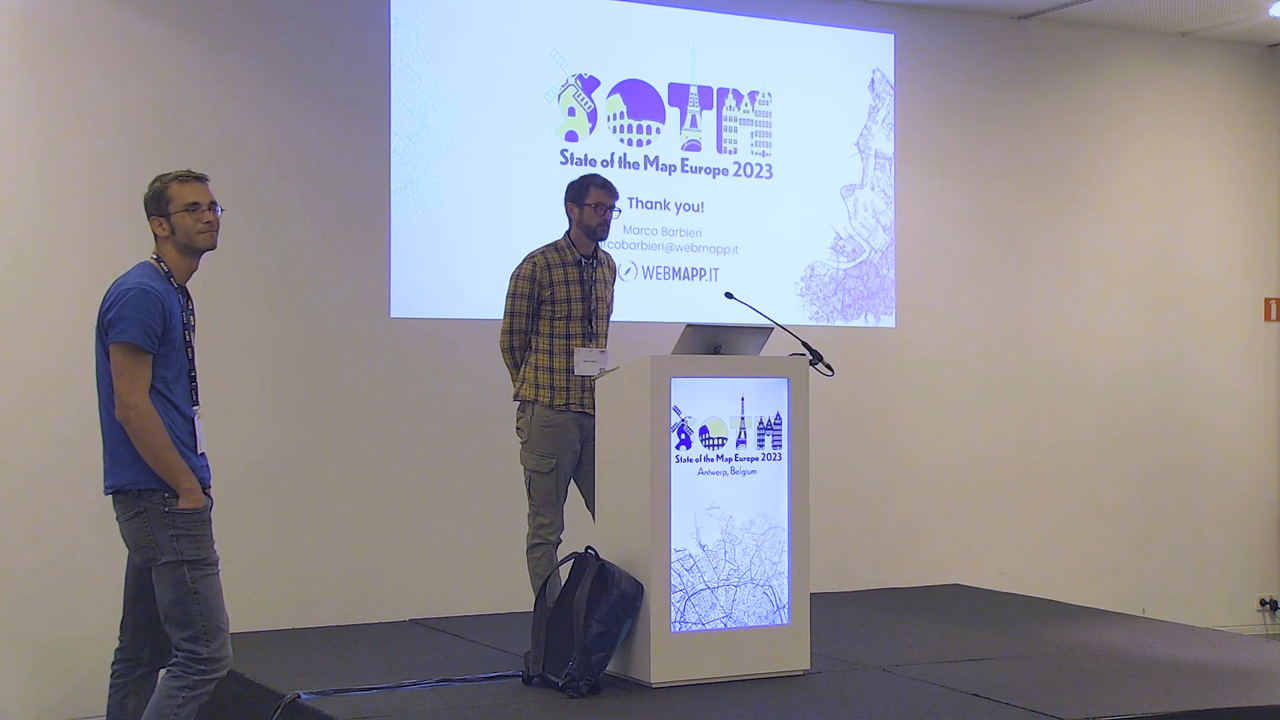 SOTM
State of the Map Europe 2023
Thank you!
Marco Barbieri
rcobarbieri@webmapp.it
WEBMAPP.IT
SOTM
State of the Map Europe 2023
Antwerp, Belgium